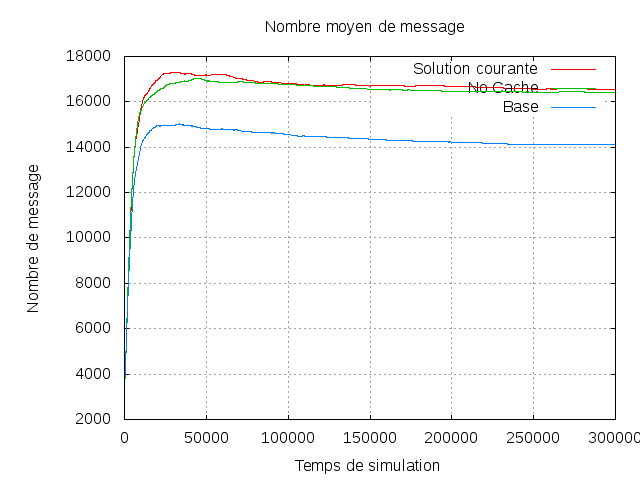 Nombre moyen de message
18000
16000
14000
12000
10000
8000
6000
4000
2000
Nombre de message
Solution courante
No Cache
Base
0 50000 100000 150000 200000 250000 300000
Temps de simulation